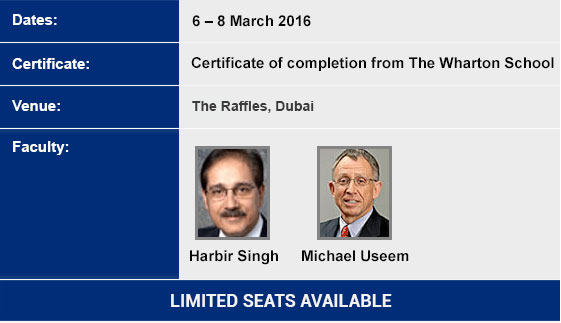 Dates:
6 – 8 March 2016
Certificate:
Certificate of completion from The Wharton School
Venue:
The Raffles, Dubai
Faculty:
Harbir Singh
Michael Useem
LIMITED SEATS AVAILABLE